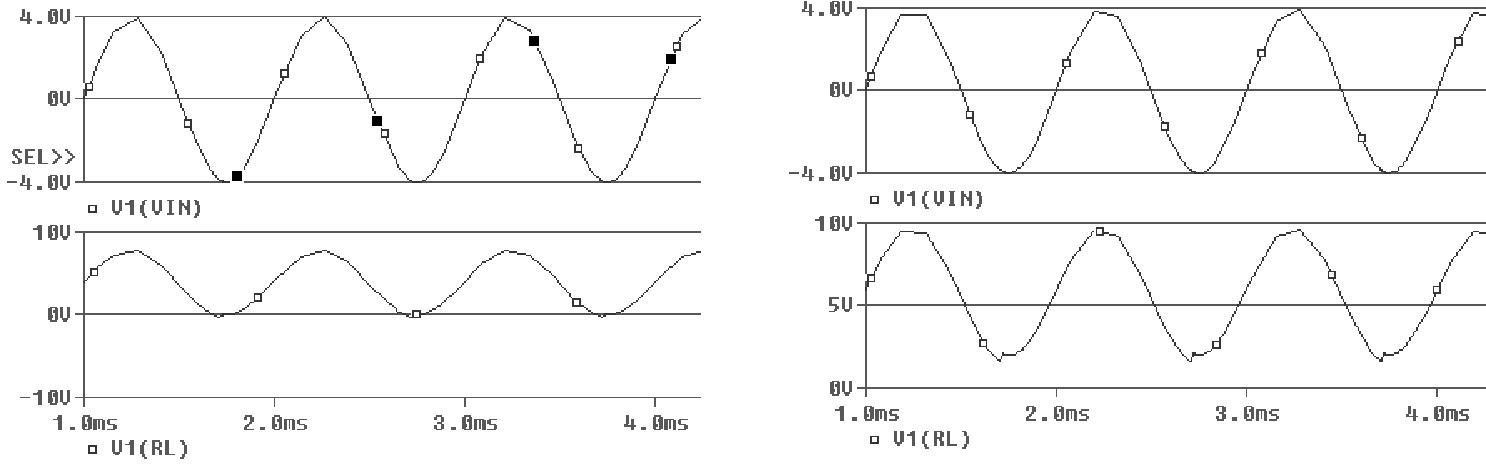 4.0V
0V
SEL>>
-4.0V
V1(VIN)
10V
0V
-10V
1.0ms 2.0ms 3.0ms 4.0ms
V1(RL)
4.0V
0V
-4.0V
V1(VIN)
10V
5V
0V
1.0ms 2.0ms 3.0ms 4.0ms
V1(RL)